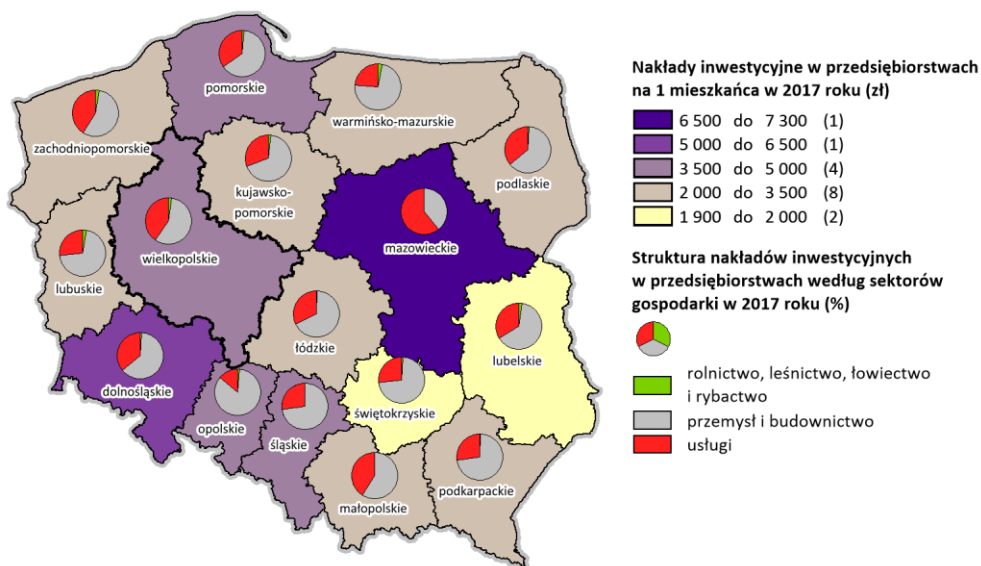 pomorskie
warmińsko-mazurskie
zachodniopomorskie
podlaskie
kujawsko-
pomorskie
mazowieckie
wielkopolskie
lubuskie
łódzkie
lubelskie
dolnośląskie
świętokrzyskie
opolskie
śląskie
podkarpackie
małopolskie
Nakłady inwestycyjne w przedsiębiorstwach
na 1 mieszkańca w 2017 roku (zł)
6 500 do 7 300 (1)
5 000 do 6 500 (1)
3 500 do 5 000 (4)
2 000 do 3 500 (8)
1 900 do 2 000 (2)
Struktura nakładów inwestycyjnych
w przedsiębiorstwach według sektorów
gospodarki w 2017 roku (%)
rolnictwo, leśnictwo, łowiectwo
i rybactwo
przemysł i budownictwo
usługi